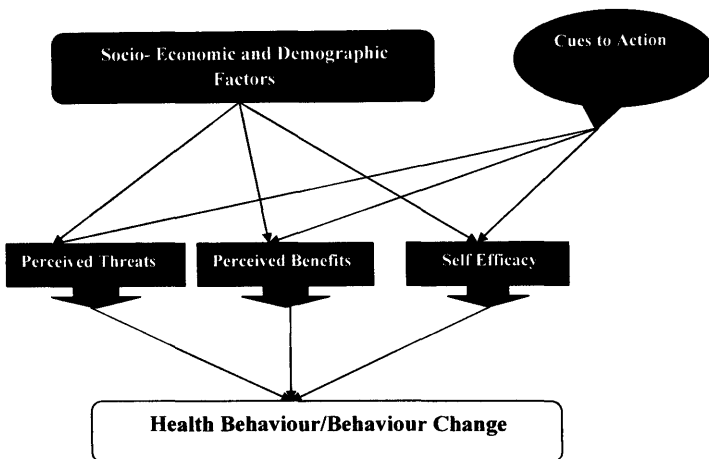 Socio- Economic and Demographic
Factors
Cues to Action
Perceived Threats
Perceived Benefits
Self Efficacy
Health Behaviour/Behaviour Change